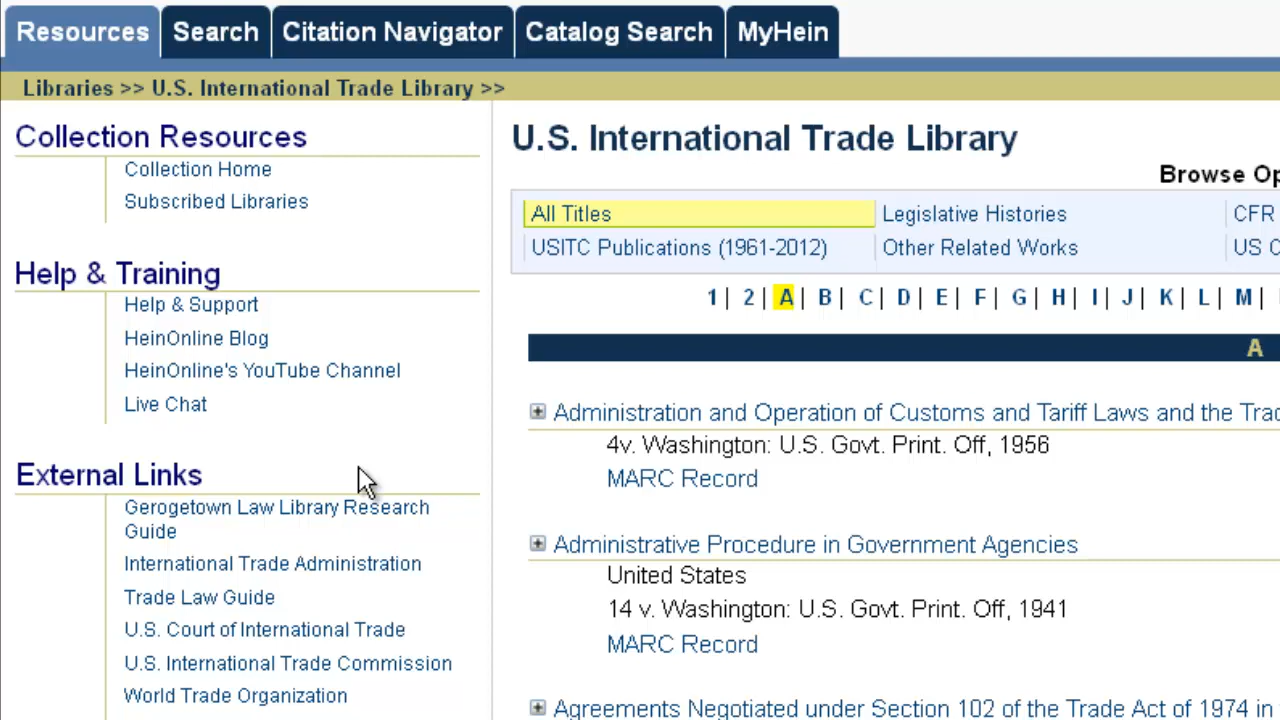 Resources Search Citation Navigator Catalog Search MyHein
Libraries >> U.S. International Trade Library >>
Collection Resources
Collection Home
Subscribed Libraries
Help & Training
Help & Support
HeinOnline Blog
HeinOnline's YouTube Channel
Live Chat
External Links
Gerogetown Law Library Research
Guide
International Trade Administration
Trade Law Guide
U.S. Court of International Trade
U.S. International Trade Commission
World Trade Organization
U.S. International Trade Library
Browse
All Titles Legislative Histories CFR
USITC Publications (1961-2012) Other Related Works US
1 | 2 | A | B | C | D | E | F | G | H | I | J | K | L | M |
A
Administration and Operation of Customs and Tariff Laws and the
4v. Washington: U.S. Govt. Print. Off, 1956
MARC Record
Administrative Procedure in Government Agencies
United States
14 v. Washington: U.S. Govt. Print. Off, 1941
MARC Record
Agreements Negotiated under Section 102 of the Trade Act of 1974 in